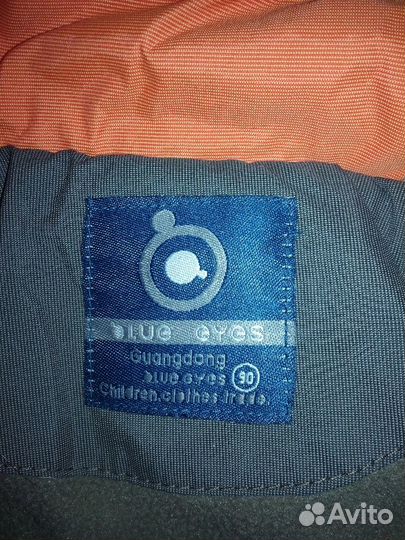 BLUE EYES
Guangdong
BLUE EYES 90
Children.clothes.trade.
Avito